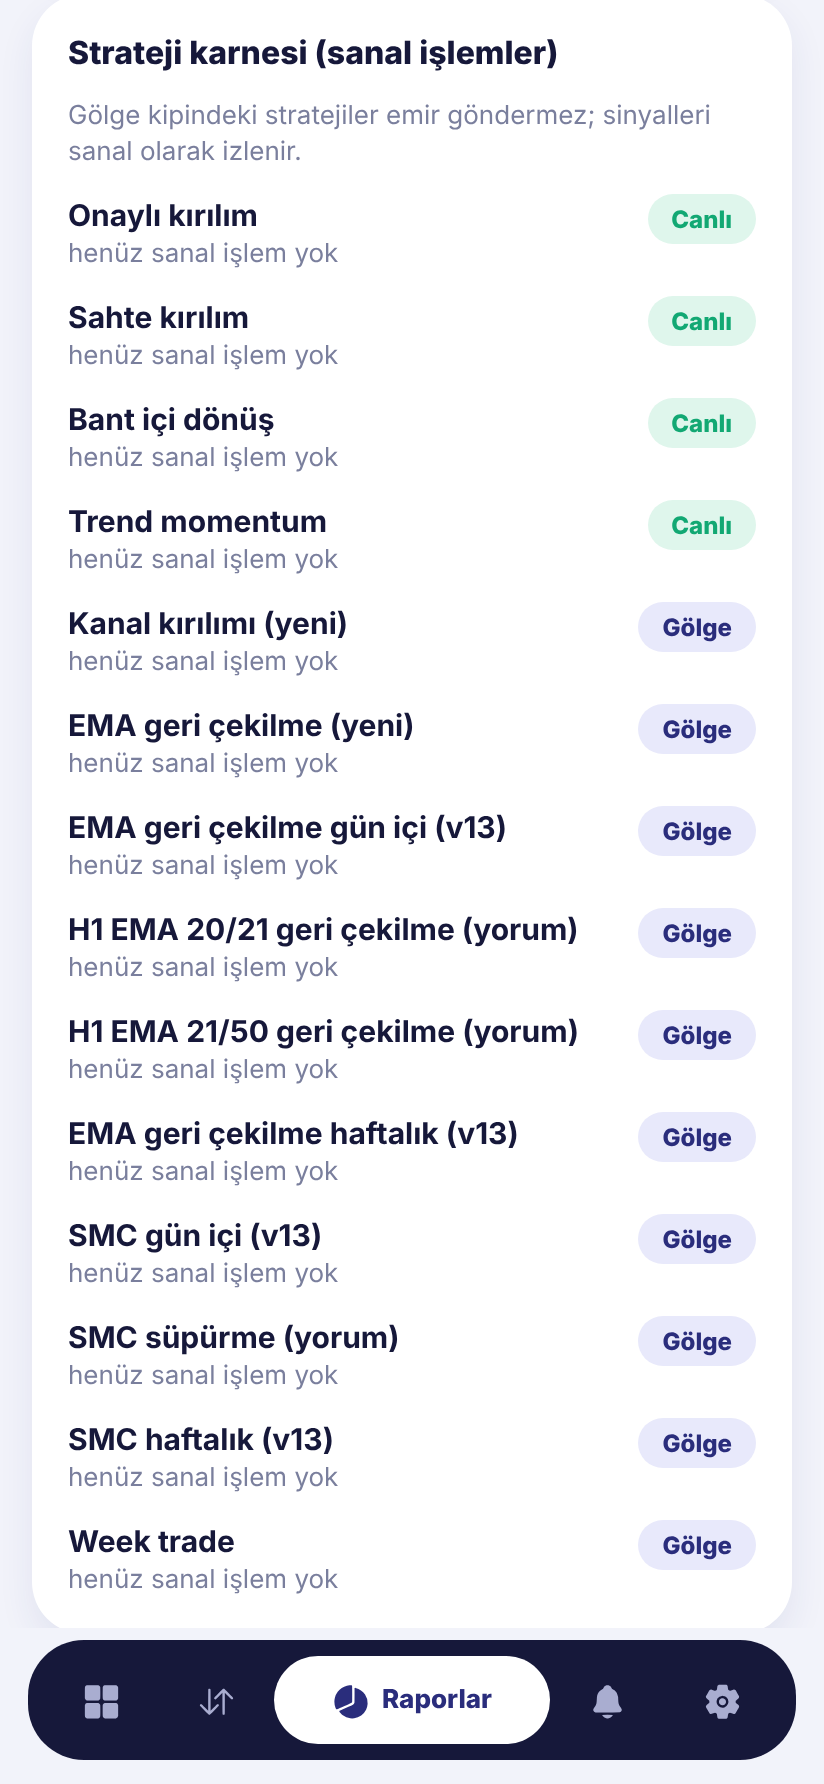 Strateji karnesi (sanal işlemler)
Gölge kipindeki stratejiler emir göndermez; sinyalleri
sanal olarak izlenir.
Onaylı kırılım
Canlı
henüz sanal işlem yok
Sahte kırılım
Canlı
henüz sanal işlem yok
Bant içi dönüş
Canlı
henüz sanal işlem yok
Trend momentum
Canlı
henüz sanal işlem yok
Kanal kırılımı (yeni)
Gölge
henüz sanal işlem yok
EMA geri çekilme (yeni)
Gölge
henüz sanal işlem yok
EMA geri çekilme gün içi (v13)
Gölge
henüz sanal işlem yok
H1 EMA 20/21 geri çekilme (yorum)
Gölge
henüz sanal işlem yok
H1 EMA 21/50 geri çekilme (yorum)
Gölge
henüz sanal işlem yok
EMA geri çekilme haftalık (v13)
Gölge
henüz sanal işlem yok
SMC gün içi (v13)
Gölge
henüz sanal işlem yok
SMC süpürme (yorum)
Gölge
henüz sanal işlem yok
SMC haftalık (v13)
Gölge
henüz sanal işlem yok
Week trade
Gölge
henüz sanal işlem yok
Raporlar